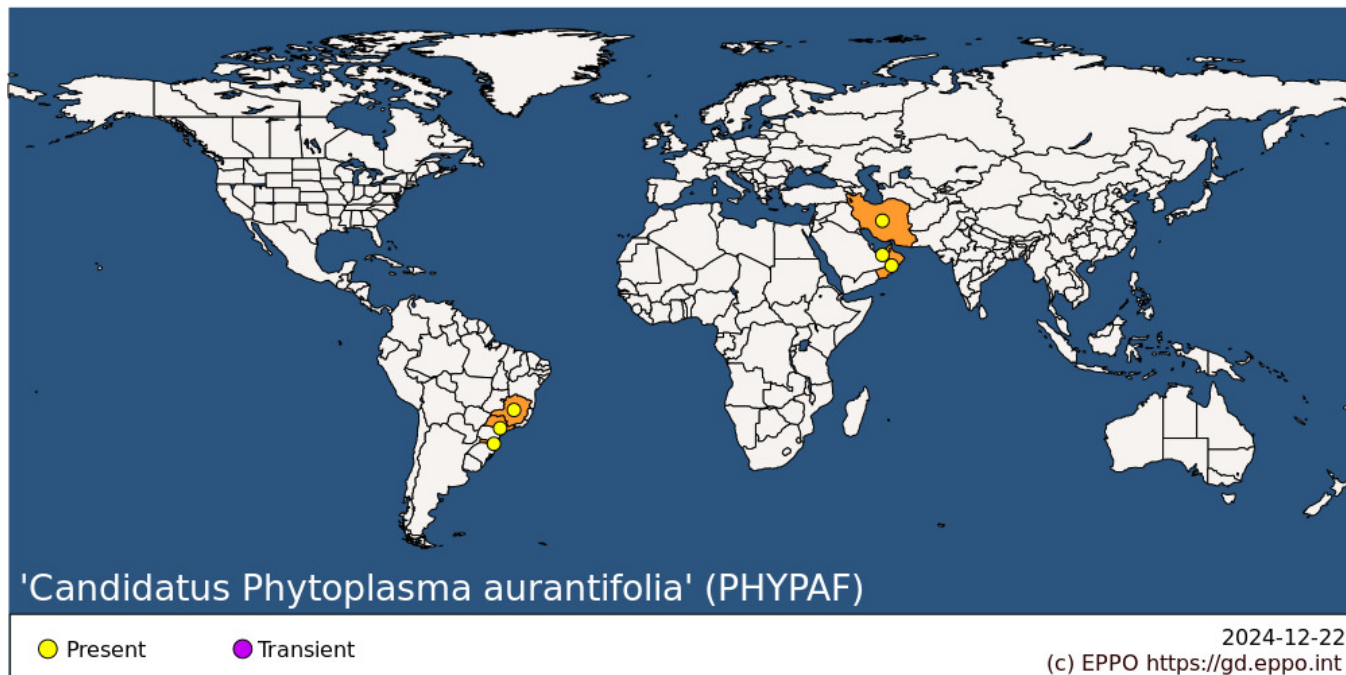 'Candidatus Phytoplasma aurantifolia' (PHYPAF)
Present
Transient
2024-12-22
(c) EPPO https://gd.eppo.int